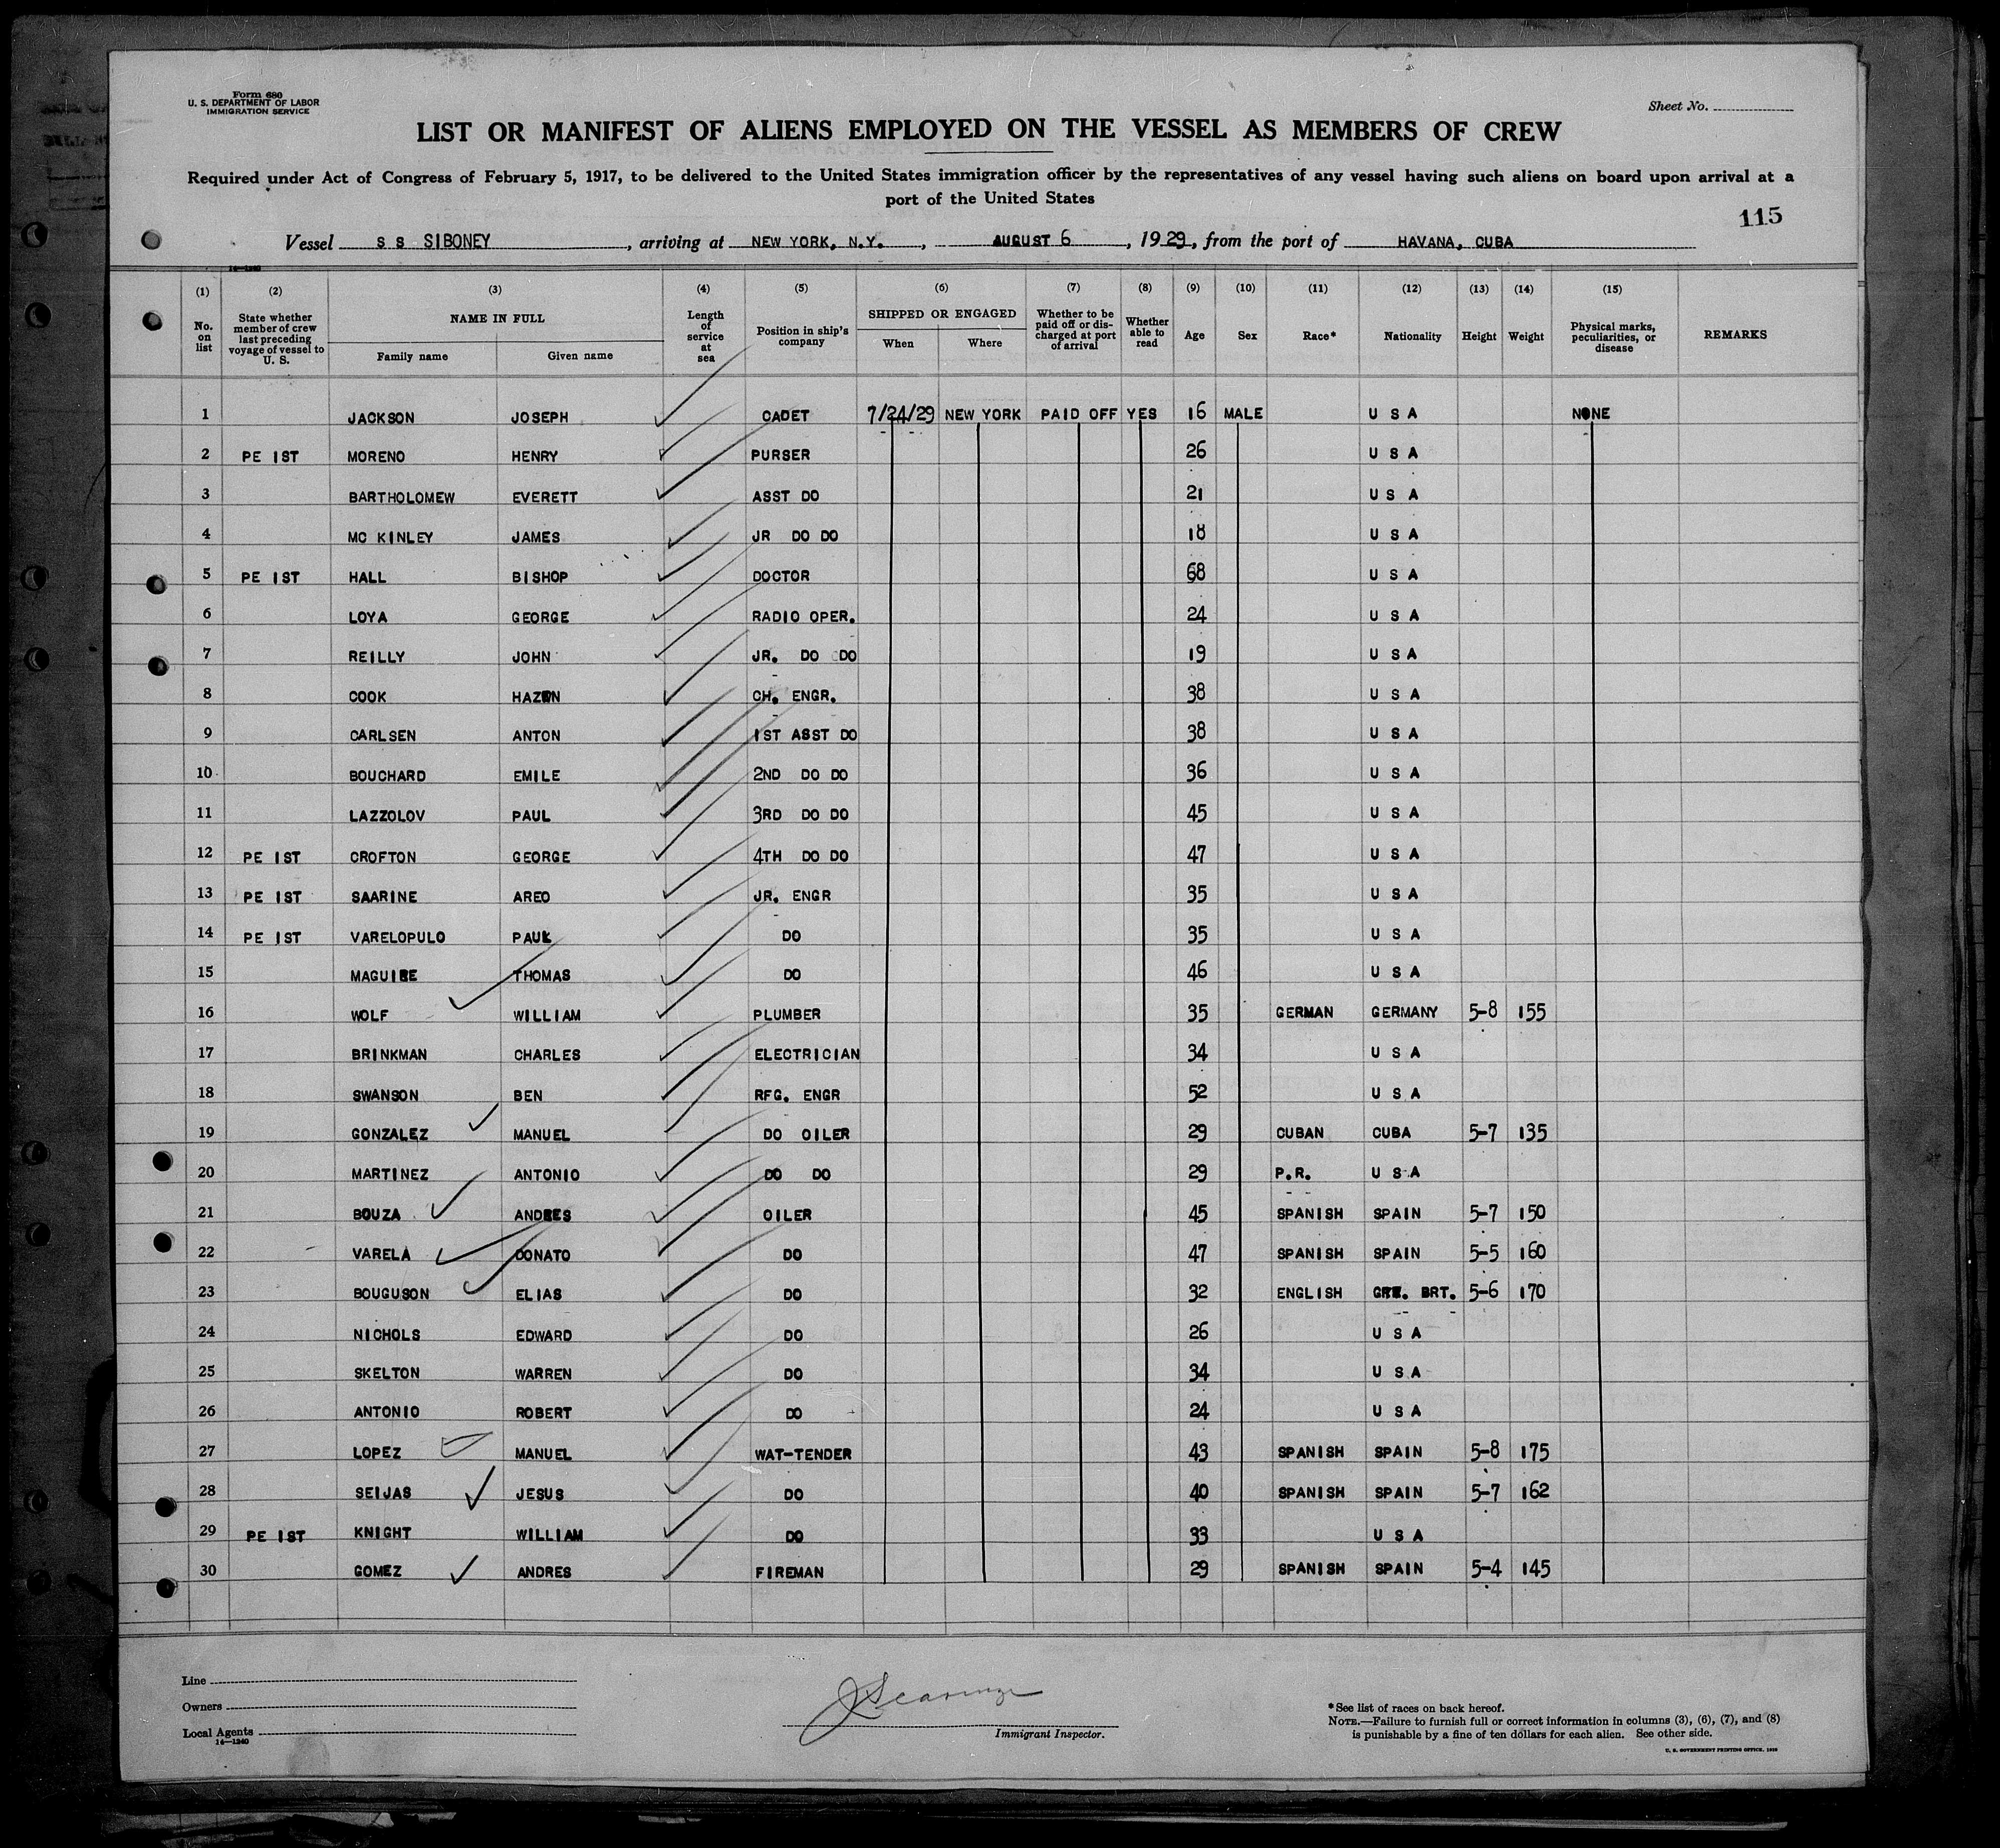 Form 680
U. S. DEPARTMENT OF LABOR
IMMIGRATION SERVICE
Sheet No.
LIST OR MANIFEST OF ALIENS EMPLOYED ON THE VESSEL AS MEMBERS OF CREW
Required under Act of Congress of February 5, 1917, to be delivered to the United States immigration officer by the representatives of any vessel having such aliens on board upon arrival at a
port of the United States
115
Vessel S S SIBONEY, arriving at NEW YORK, N.Y., AUGUST 6, 1929, from the port of HAVANA, CUBA
14—1240
(1) (2) (3) (4) (5) (6) (7) (8) (9) (10) (11) (12) (13) (14) (15)
No. on list State whether member of crew last preceding voyage of vessel to U. S. NAME IN FULL Family name Given name Length of service at sea Position in ship's company SHIPPED OR ENGAGED When Where Whether to be paid off or discharged at port of arrival Whether able to read Age Sex Race* Nationality Height Weight Physical marks, peculiarities, or disease REMARKS
1 JACKSON JOSEPH CADET 7/24/29 NEW YORK PAID OFF YES 16 MALE U S A NONE
2 PE IST MORENO HENRY PURSER 26 U S A
3 BARTHOLOMEW EVERETT ASST DO 21 U S A
4 MC KINLEY JAMES JR DO DO 18 U S A
5 PE IST HALL BISHOP DOCTOR 68 U S A
6 LOYA GEORGE RADIO OPER. 24 U S A
7 REILLY JOHN JR. DO DO 19 U S A
8 COOK HAZEN CH. ENGR. 38 U S A
9 CARLSEN ANTON 1ST ASST DO 38 U S A
10 BOUCHARD EMILE 2ND DO DO 36 U S A
11 LAZZOLOV PAUL 3RD DO DO 45 U S A
12 PE IST CROFTON GEORGE 4TH DO DO 47 U S A
13 PE IST SAARINE AREO JR. ENGR 35 U S A
14 PE IST VARELOPULO PAUL DO 35 U S A
15 MAGUIRE THOMAS DO 46 U S A
16 WOLF WILLIAM PLUMBER 35 GERMAN GERMANY 5-8 155
17 BRINKMAN CHARLES ELECTRICIAN 34 U S A
18 SWANSON BEN RFG. ENGR 52 U S A
19 GONZALEZ MANUEL DO OILER 29 CUBAN CUBA 5-7 135
20 MARTINEZ ANTONIO DO DO 29 P.R. U S A
21 BOUZA ANDRES OILER 45 SPANISH SPAIN 5-7 150
22 VARELA DONATO DO 47 SPANISH SPAIN 5-5 160
23 BOUGUSON ELIAS DO 32 ENGLISH GRT. BRT. 5-6 170
24 NICHOLS EDWARD DO 26 U S A
25 SKELTON WARREN DO 34 U S A
26 ANTONIO ROBERT DO 24 U S A
27 LOPEZ MANUEL WAT-TENDER 43 SPANISH SPAIN 5-8 175
28 SEIJAS JESUS DO 40 SPANISH SPAIN 5-7 162
29 PE IST KNIGHT WILLIAM DO 33 U S A
30 GOMEZ ANDRES FIREMAN 29 SPANISH SPAIN 5-4 145
Line
Owners
Local Agents
14—1240
Immigrant Inspector.
*See list of races on back hereof.
NOTE.—Failure to furnish full or correct information in columns (3), (6), (7), and (8)
is punishable by a fine of ten dollars for each alien. See other side.
U. S. GOVERNMENT PRINTING OFFICE.